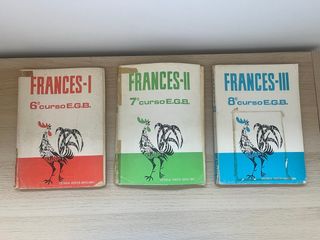 FRANCES-I
6º curso E.G.B.
FRANCES-II
7º curso E.G.B.
FRANCES-III
8º curso E.G.B.